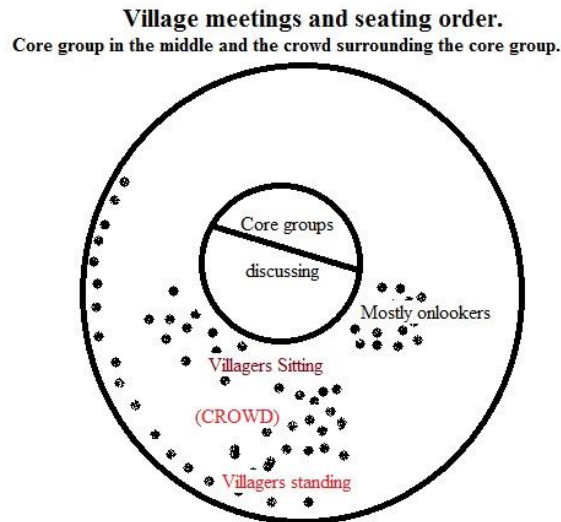 Village meetings and seating order.
Core group in the middle and the crowd surrounding the core group.
Core groups
discussing
Mostly onlookers
Villagers Sitting
(CROWD)
Villagers standing